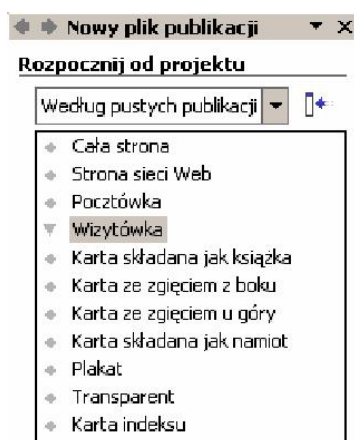 Nowy plik publikacji
Rozpocznij od projektu
Według pustych publikacji
Cała strona
Strona sieci Web
Pocztówka
Wizytówka
Karta składana jak książka
Karta ze zgięciem z boku
Karta ze zgięciem u góry
Karta składana jak namiot
Plakat
Transparent
Karta indeksu